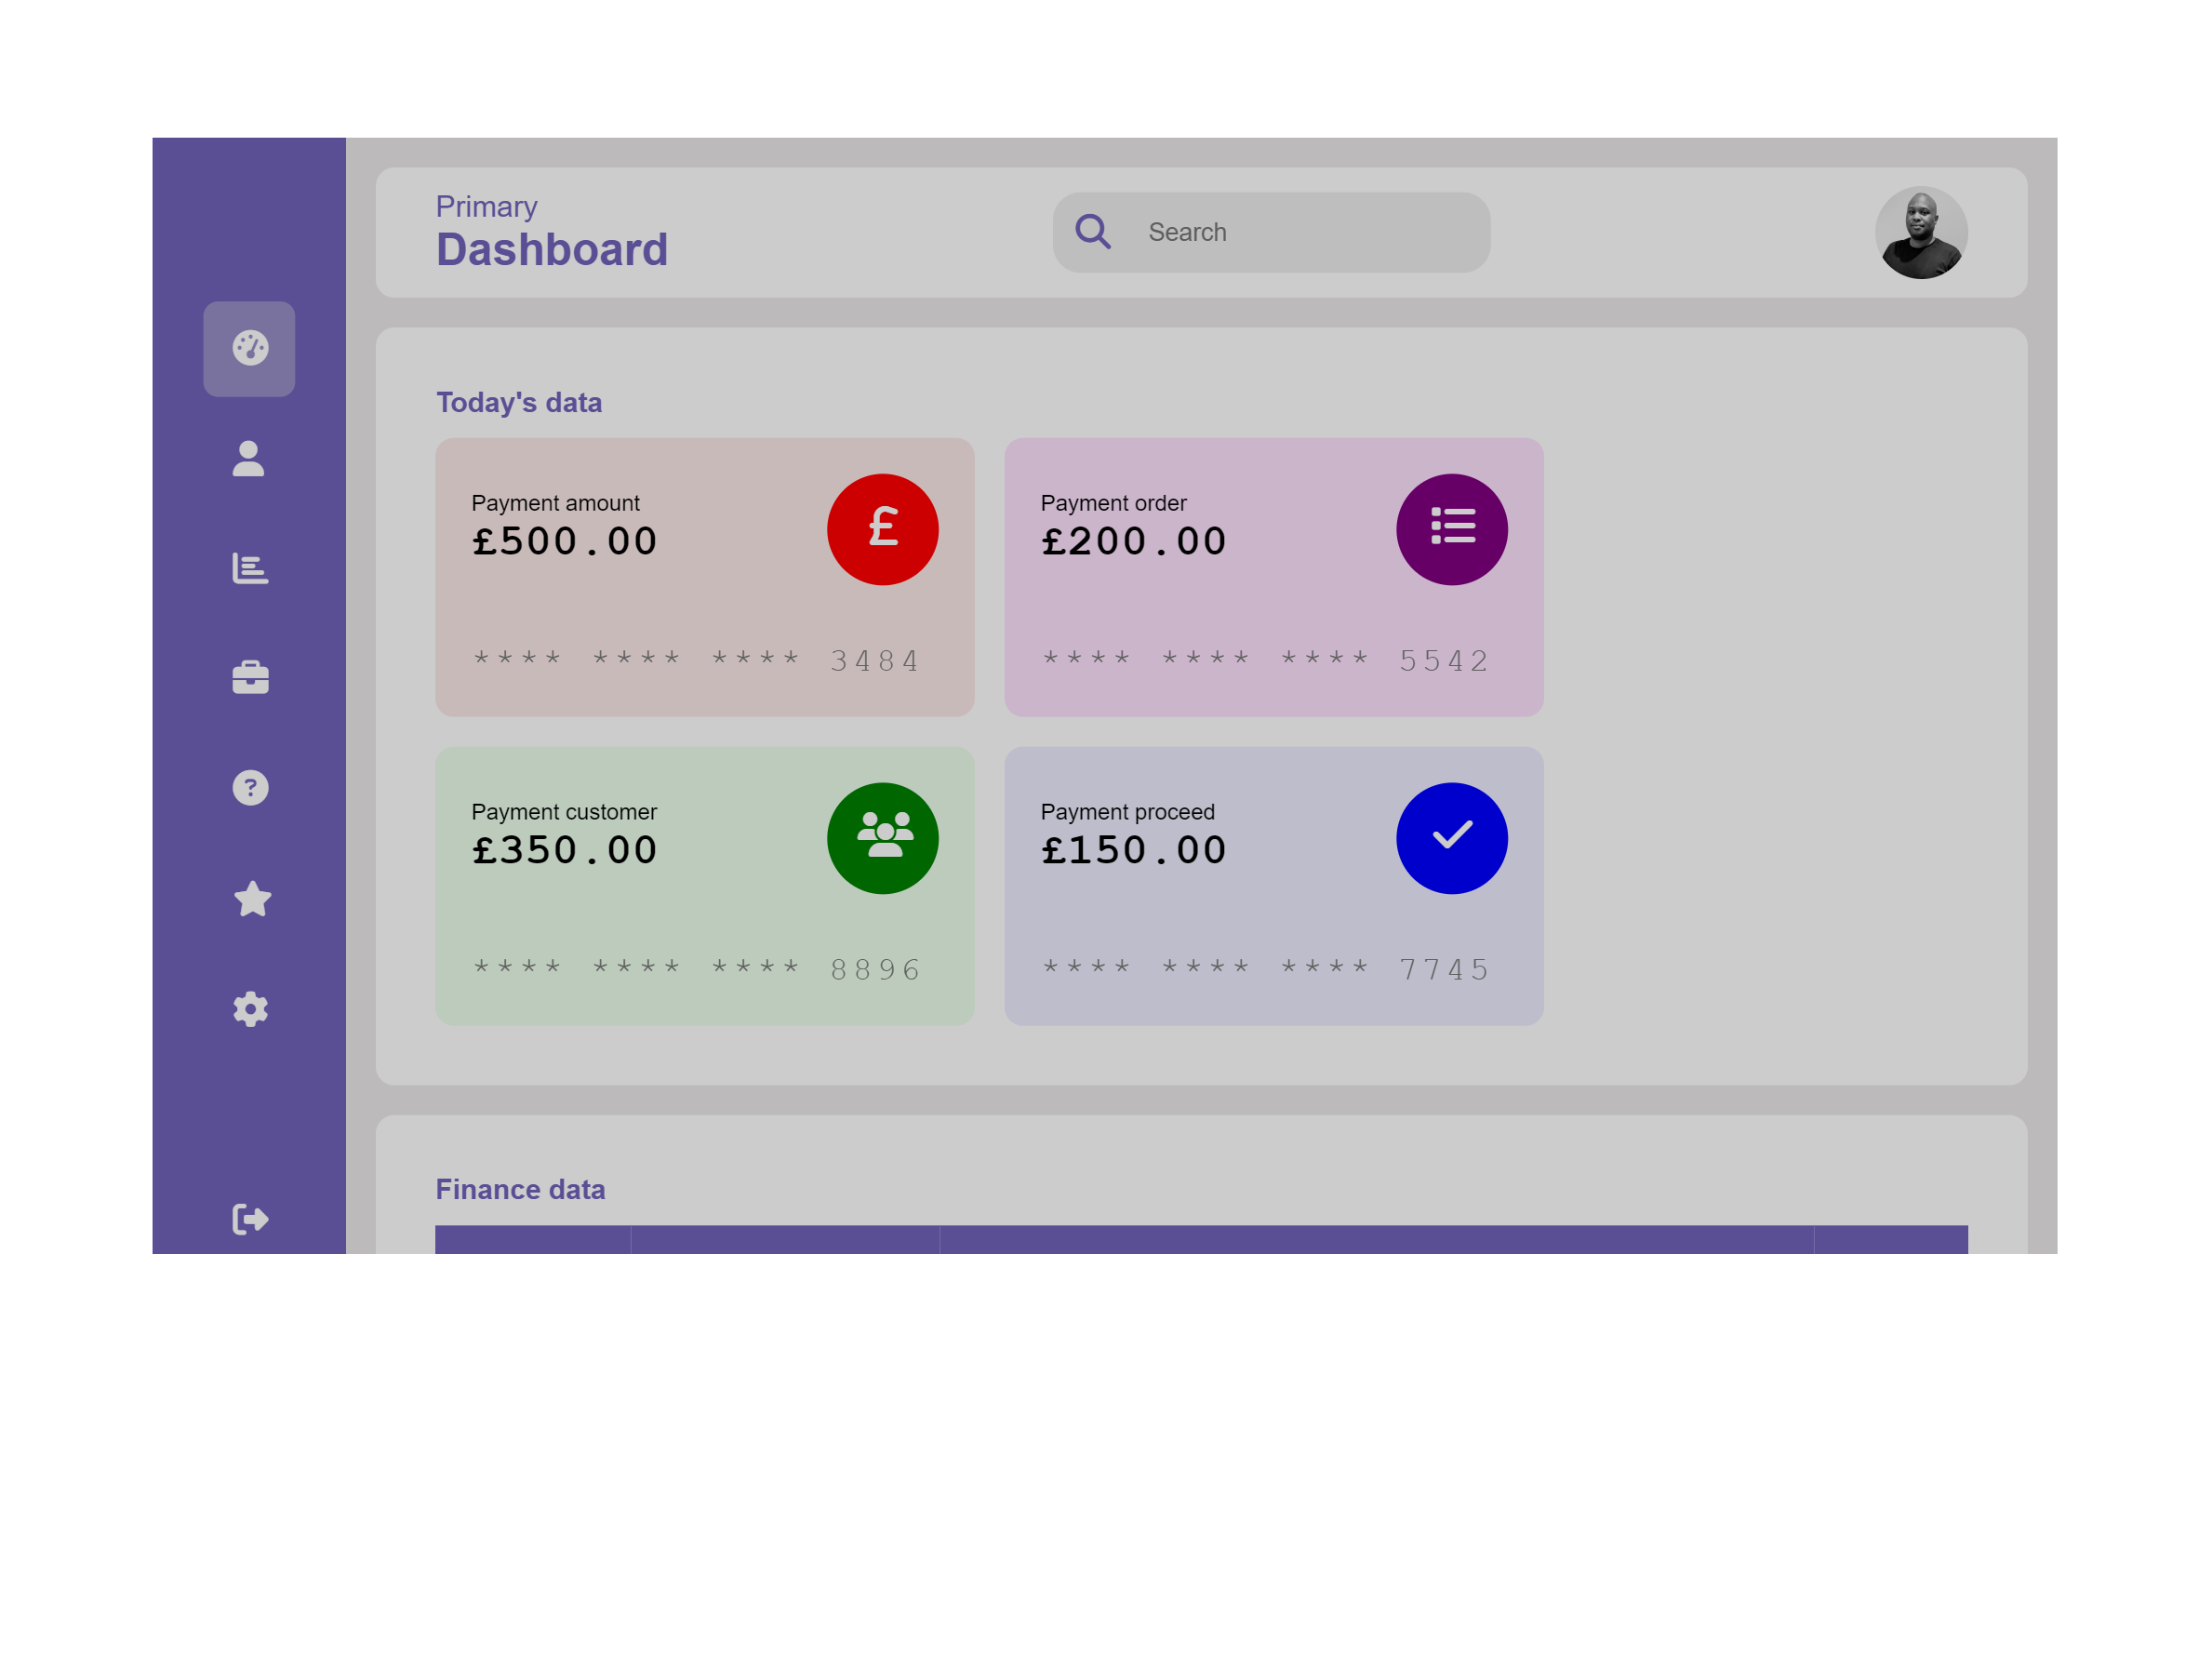 Primary
Dashboard
Search
Today's data
Payment amount
£500.00
**** **** **** 3484
Payment order
£200.00
**** **** **** 5542
Payment customer
£350.00
**** **** **** 8896
Payment proceed
£150.00
**** **** **** 7745
Finance data